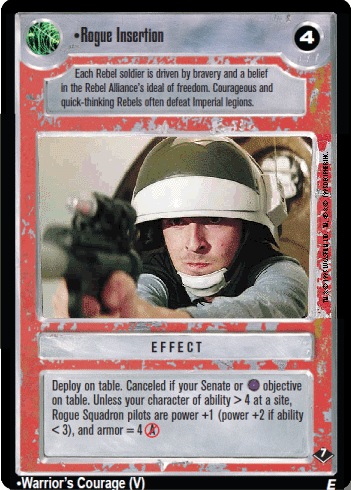 •Rogue Insertion
4
Each Rebel soldier is driven by bravery and a belief
in the Rebel Alliance's ideal of freedom. Courageous and
quick-thinking Rebels often defeat Imperial legions.
EFFECT
Deploy on table. Canceled if your Senate or objective
on table. Unless your character of ability > 4 at a site,
Rogue Squadron pilots are power +1 (power +2 if ability
< 3), and armor = 4 A
7
•Warrior's Courage (V)
E